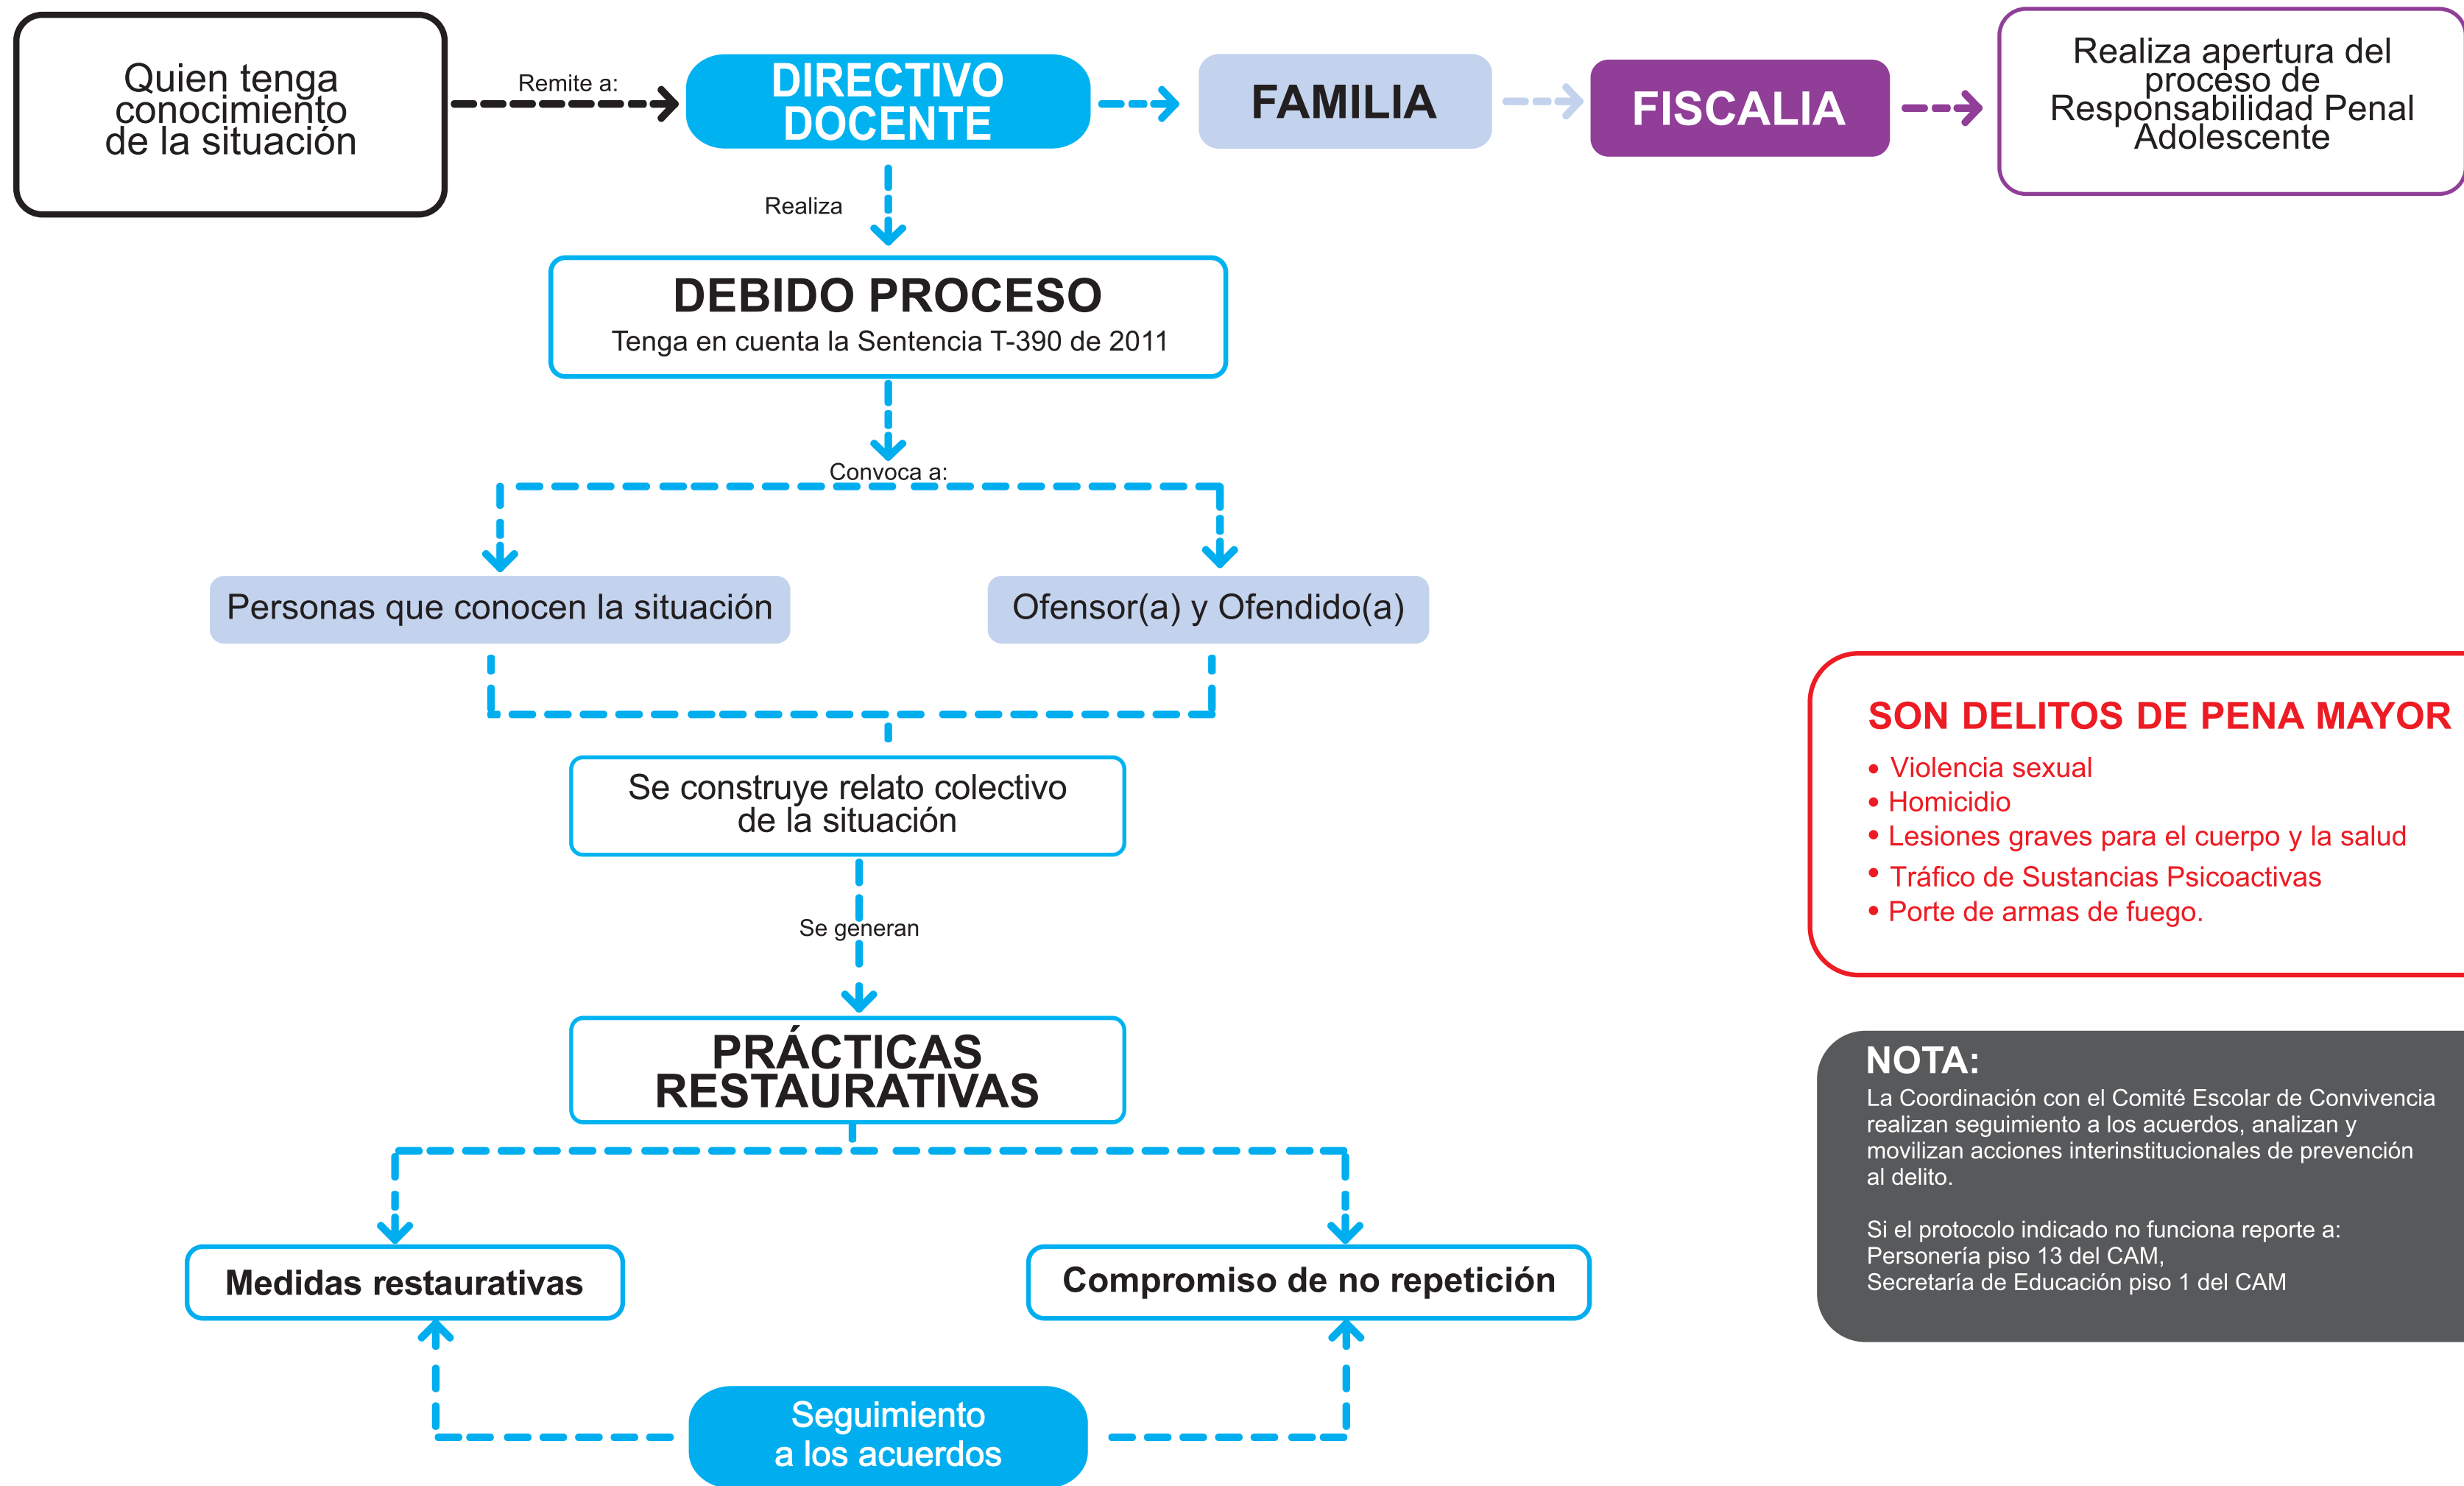 Quien tenga
conocimiento
de la situación
Remite a:
DIRECTIVO
DOCENTE
FAMILIA
FISCALIA
Realiza apertura del
proceso de
Responsabilidad Penal
Adolescente
Realiza
DEBIDO PROCESO
Tenga en cuenta la Sentencia T-390 de 2011
Convoca a:
Personas que conocen la situación
Ofensor(a) y Ofendido(a)
Se construye relato colectivo
de la situación
Se generan
PRÁCTICAS
RESTAURATIVAS
Medidas restaurativas
Compromiso de no repetición
Seguimiento
a los acuerdos
SON DELITOS DE PENA MAYOR
• Violencia sexual
• Homicidio
• Lesiones graves para el cuerpo y la salud
• Tráfico de Sustancias Psicoactivas
• Porte de armas de fuego.
NOTA:
La Coordinación con el Comité Escolar de Convivencia
realizan seguimiento a los acuerdos, analizan y
movilizan acciones interinstitucionales de prevención
al delito.
Si el protocolo indicado no funciona reporte a:
Personería piso 13 del CAM,
Secretaría de Educación piso 1 del CAM